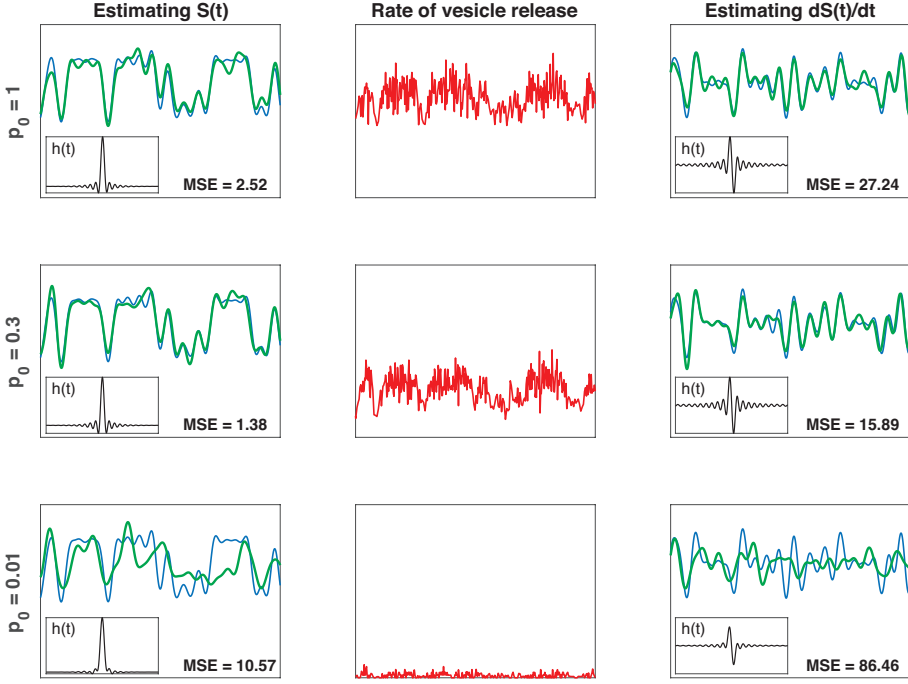 Estimating S(t)
Rate of vesicle release
Estimating dS(t)/dt
p0 = 1
h(t)
MSE = 2.52
h(t)
MSE = 27.24
p0 = 0.3
h(t)
MSE = 1.38
h(t)
MSE = 15.89
p0 = 0.01
h(t)
MSE = 10.57
h(t)
MSE = 86.46